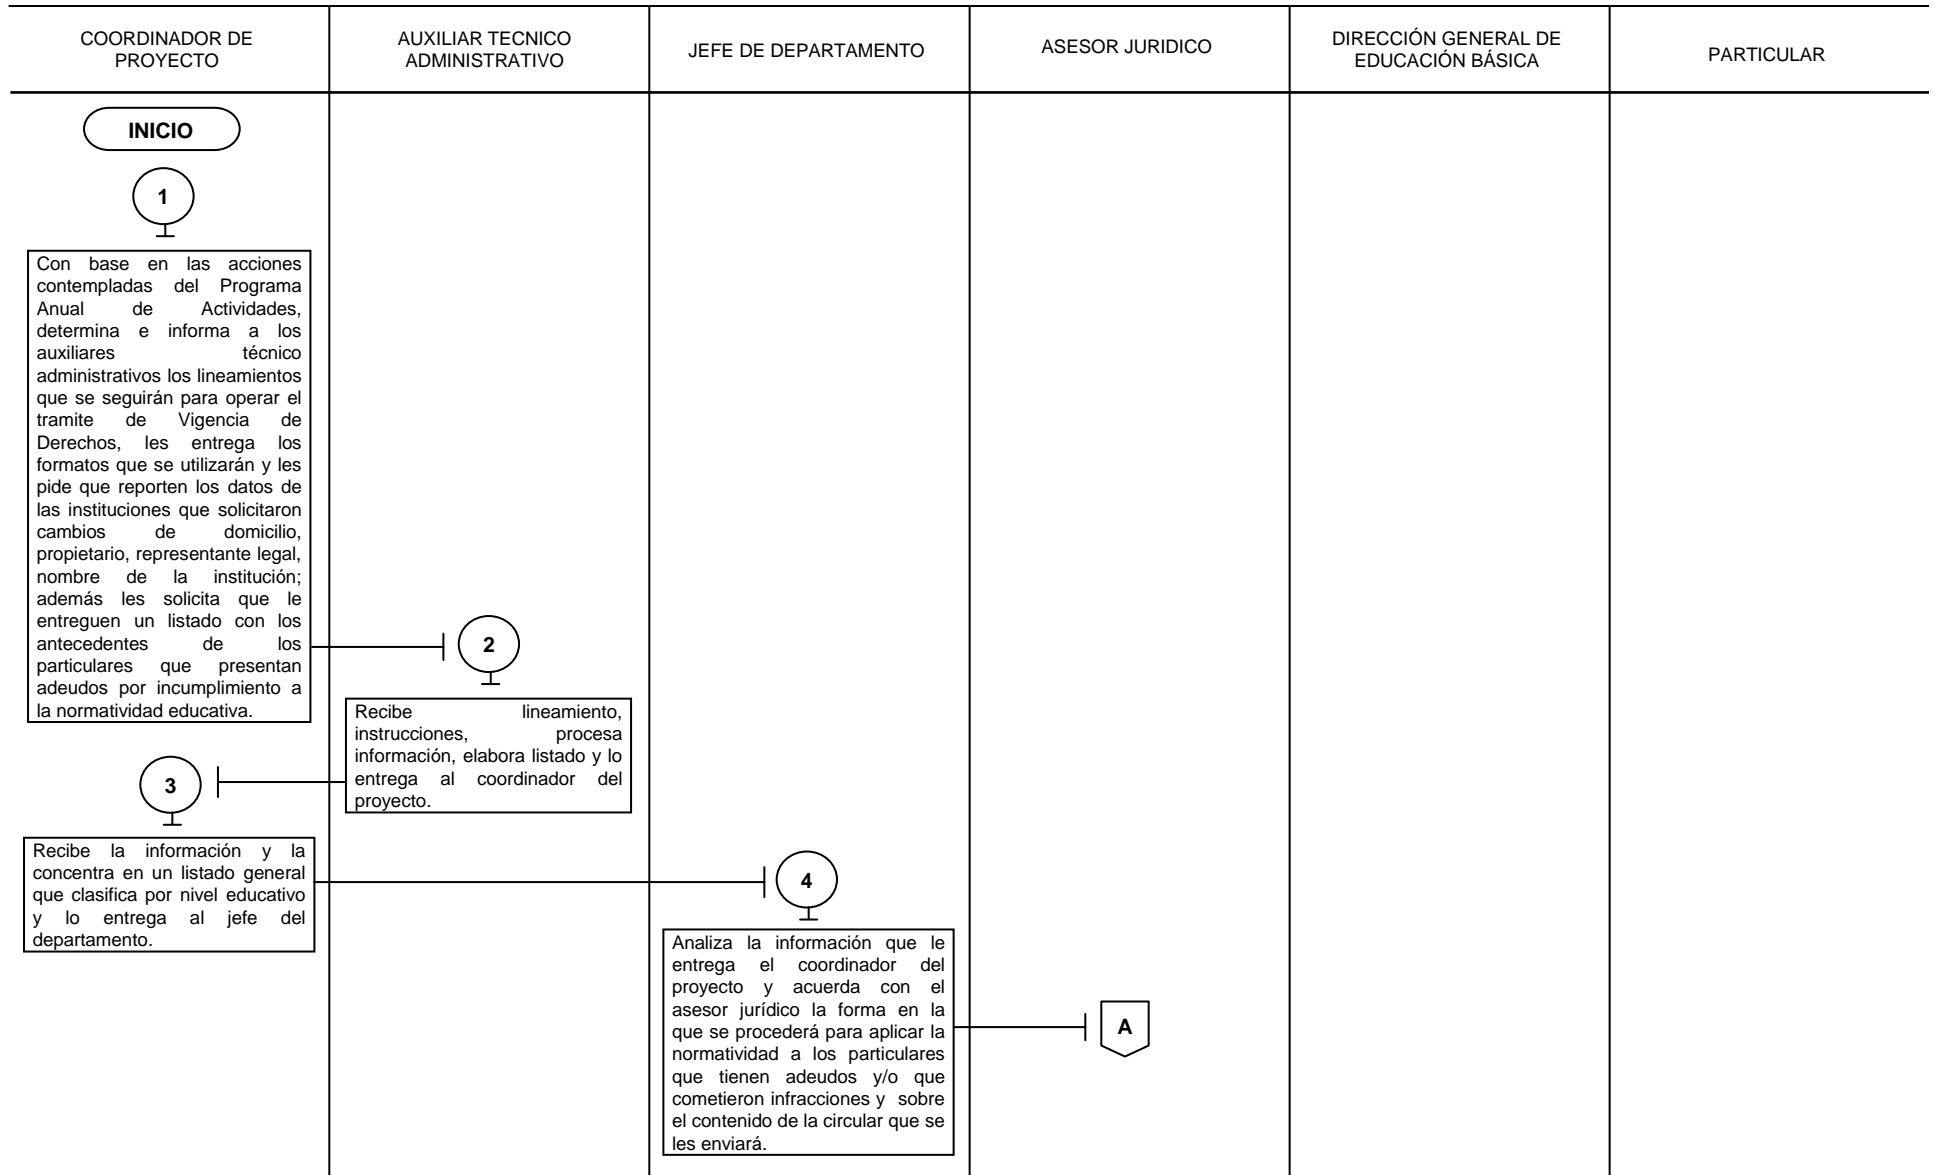 COORDINADOR DE
PROYECTO
AUXILIAR TECNICO
ADMINISTRATIVO
JEFE DE DEPARTAMENTO
ASESOR JURIDICO
DIRECCIÓN GENERAL DE
EDUCACIÓN BÁSICA
PARTICULAR
INICIO
1
Con base en las acciones
contempladas del Programa
Anual de Actividades,
determina e informa a los
auxiliares técnico
administrativos los lineamientos
que se seguirán para operar el
tramite de Vigencia de
Derechos, les entrega los
formatos que se utilizarán y les
pide que reporten los datos de
las instituciones que solicitaron
cambios de domicilio,
propietario, representante legal,
nombre de la institución;
además les solicita que le
entreguen un listado con los
antecedentes de los
particulares que presentan
adeudos por incumplimiento a
la normatividad educativa.
2
Recibe lineamiento,
instrucciones, procesa
información, elabora listado y lo
entrega al coordinador del
proyecto.
3
Recibe la información y la
concentra en un listado general
que clasifica por nivel educativo
y lo entrega al jefe del
departamento.
4
Analiza la información que le
entrega el coordinador del
proyecto y acuerda con el
asesor jurídico la forma en la
que se procederá para aplicar la
normatividad a los particulares
que tienen adeudos y/o que
cometieron infracciones y sobre
el contenido de la circular que se
les enviará.
A